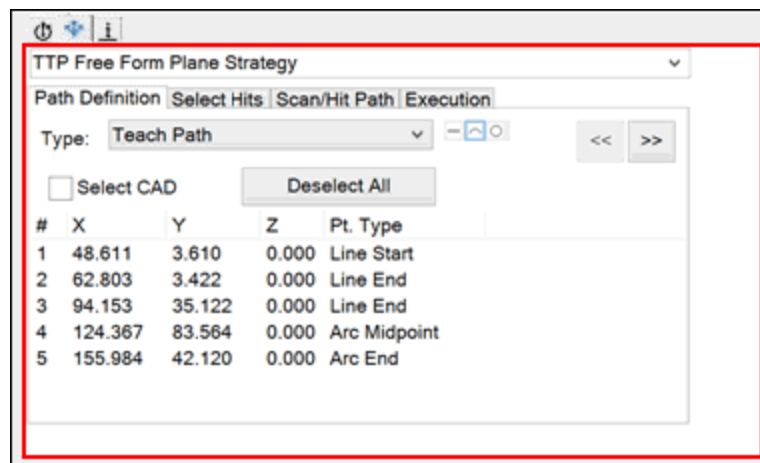 TTP Free Form Plane Strategy
Path Definition Select Hits Scan/Hit Path Execution
Type: Teach Path << >>
Select CAD Deselect All
# X Y Z Pt. Type
1 48.611 3.610 0.000 Line Start
2 62.803 3.422 0.000 Line End
3 94.153 35.122 0.000 Line End
4 124.367 83.564 0.000 Arc Midpoint
5 155.984 42.120 0.000 Arc End